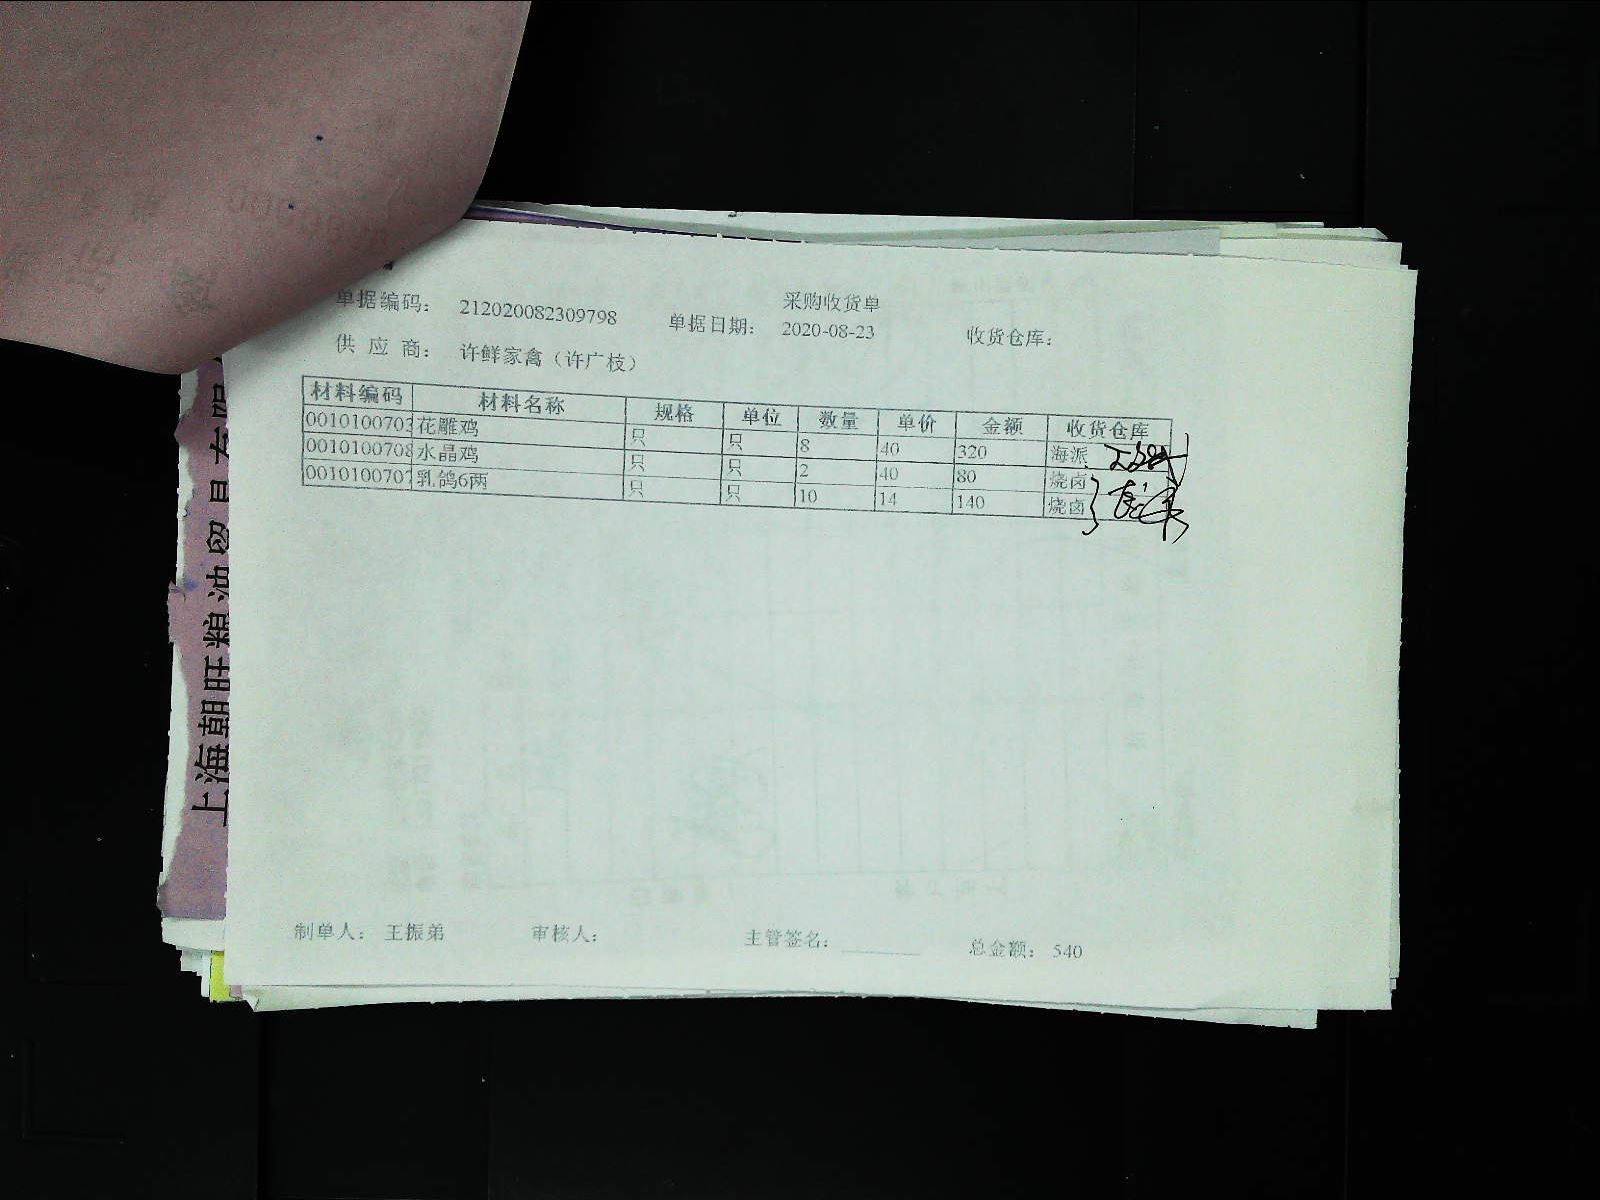 采购收货单
单据编码： 212020082309798 单据日期： 2020-08-23 收货仓库：
供 应 商： 许鲜家禽（许广枝）
材料编码 材料名称 规格 单位 数量 单价 金额 收货仓库
0010100703 花雕鸡 只 只 8 40 320 海派
0010100708 水晶鸡 只 只 2 40 80 烧卤
0010100707 乳鸽6两 只 只 10 14 140 烧卤
制单人： 王振弟 审核人： 主管签名： 总金额： 540
上海朝旺粮油贸易有限